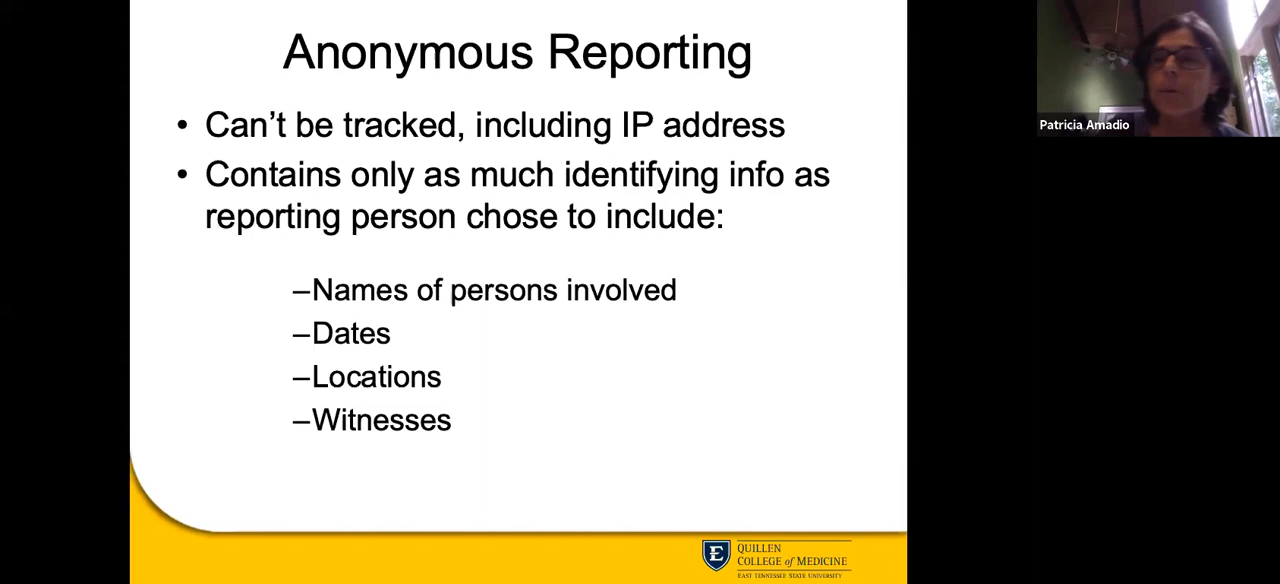 Anonymous Reporting
• Can't be tracked, including IP address
• Contains only as much identifying info as
reporting person chose to include:
–Names of persons involved
–Dates
–Locations
–Witnesses
Patricia Amadio
E
QUILLEN
COLLEGE of MEDICINE
EAST TENNESSEE STATE UNIVERSITY